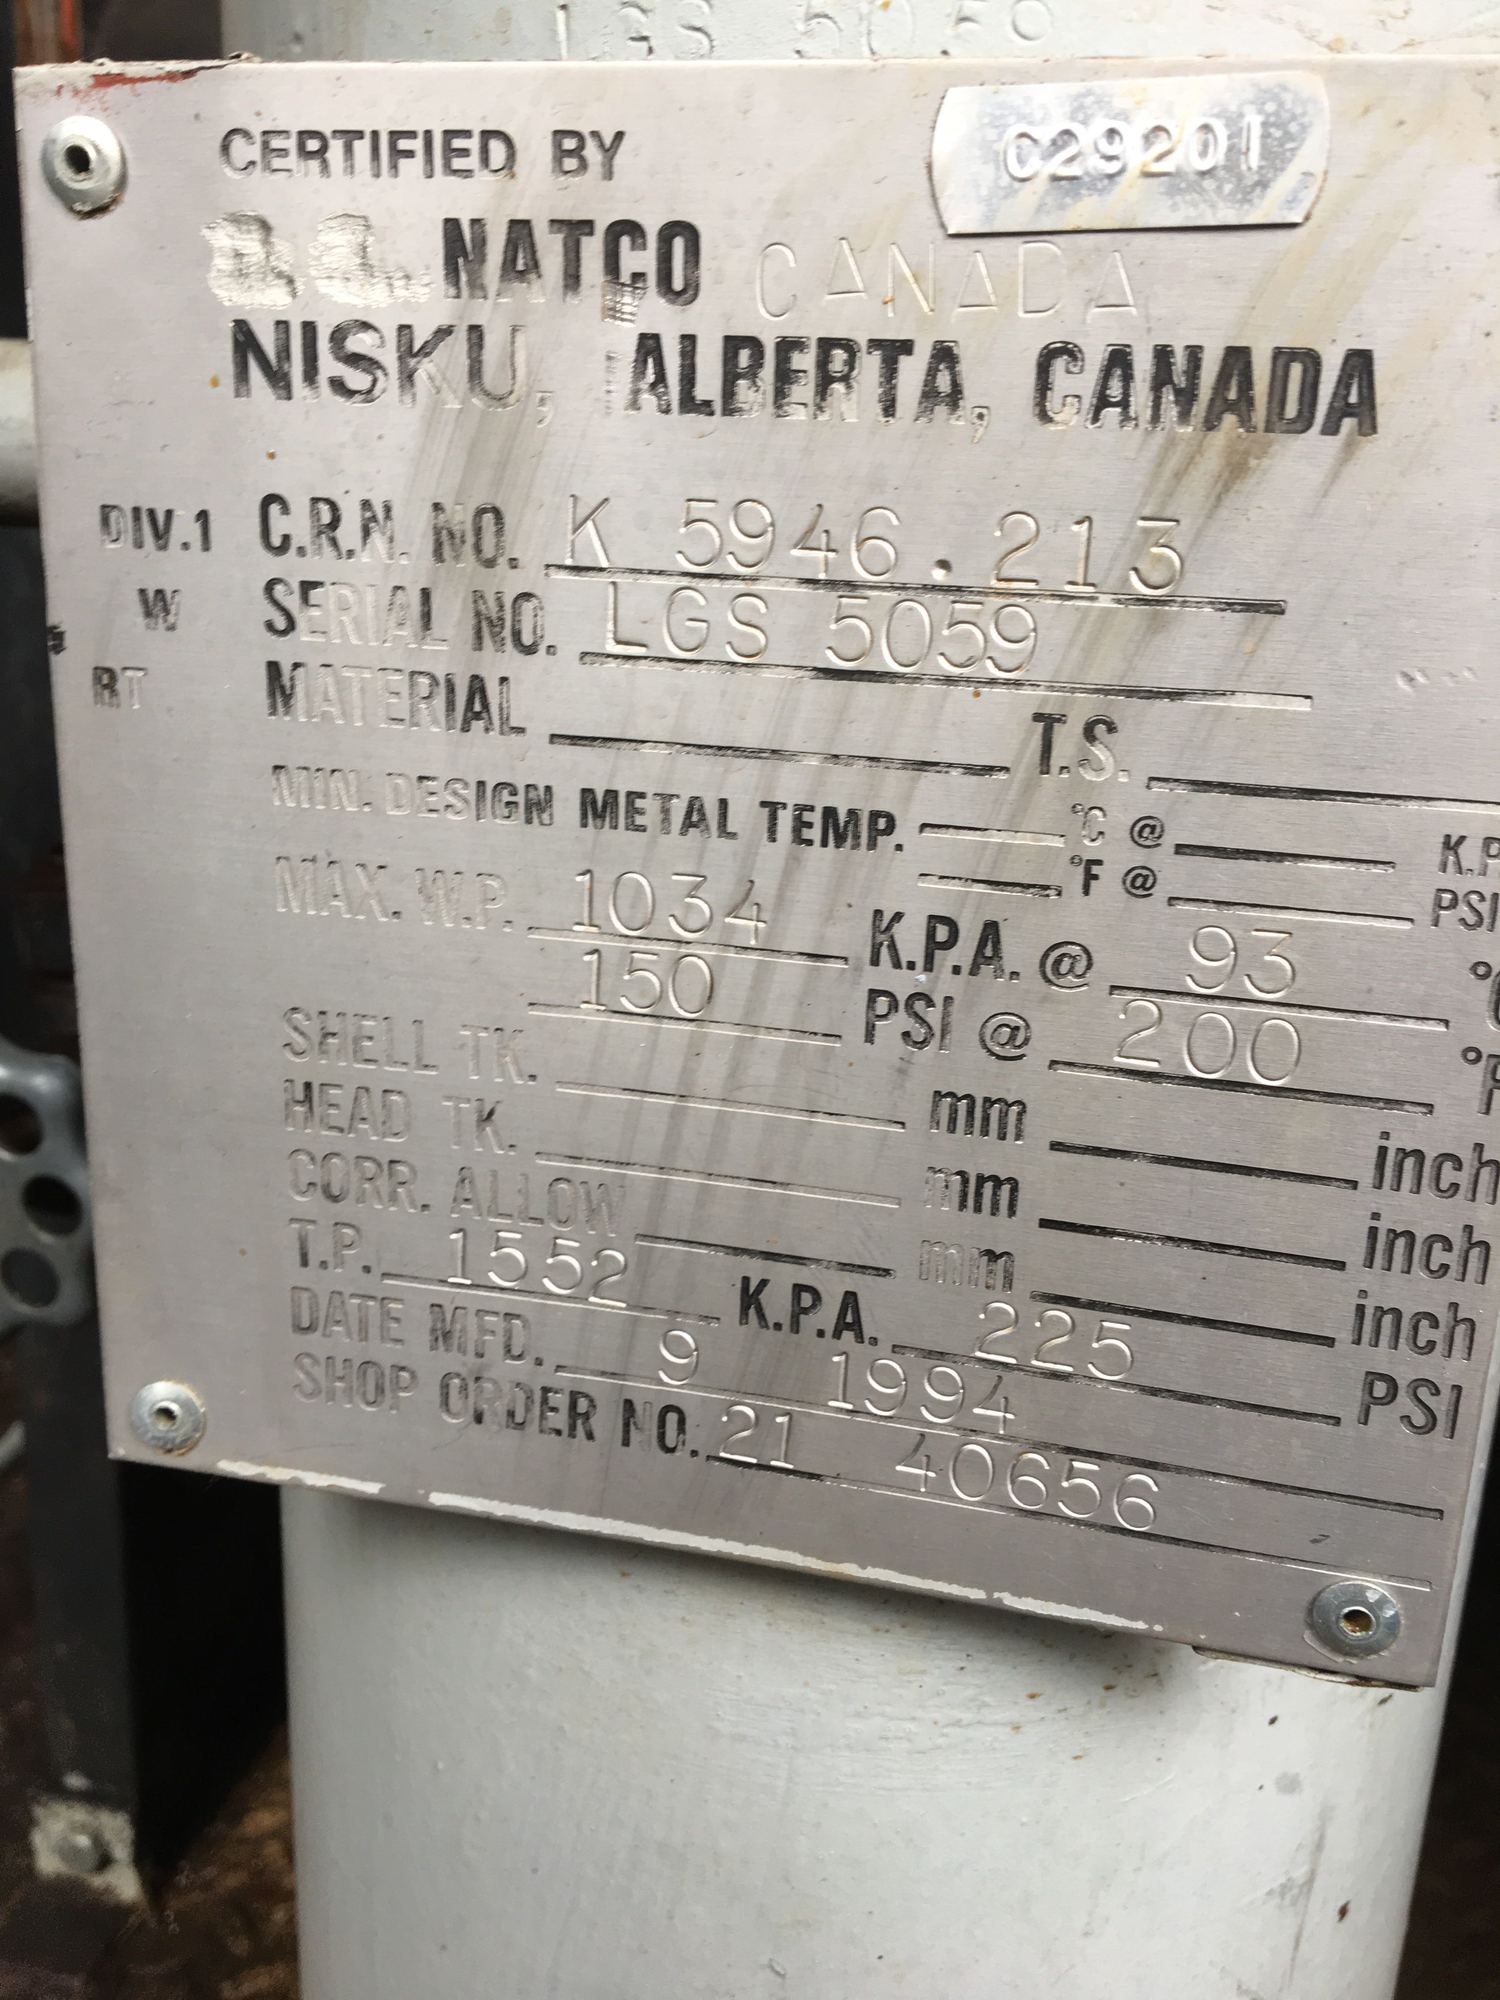 LGS 5059
CERTIFIED BY
C29201
NATCO CANADA
NISKU, ALBERTA, CANADA
DIV.1 C.R.N. NO. K 5946.213
W SERIAL NO. LGS 5059
RT MATERIAL T.S.
MIN. DESIGN METAL TEMP. °C @ K.P
°F @ PSI
MAX. W.P. 1034 K.P.A. @ 93 °C
150 PSI @ 200 °F
SHELL TK. mm inch
HEAD TK. mm inch
CORR. ALLOW mm inch
T.P. 1552 K.P.A. 225 PSI
DATE MFD. 9 1994
SHOP ORDER NO. 21 40656